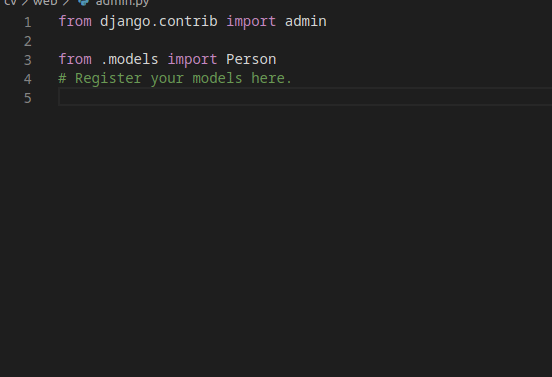 cv > web > admin.py
1 from django.contrib import admin
2
3 from .models import Person
4 # Register your models here.
5